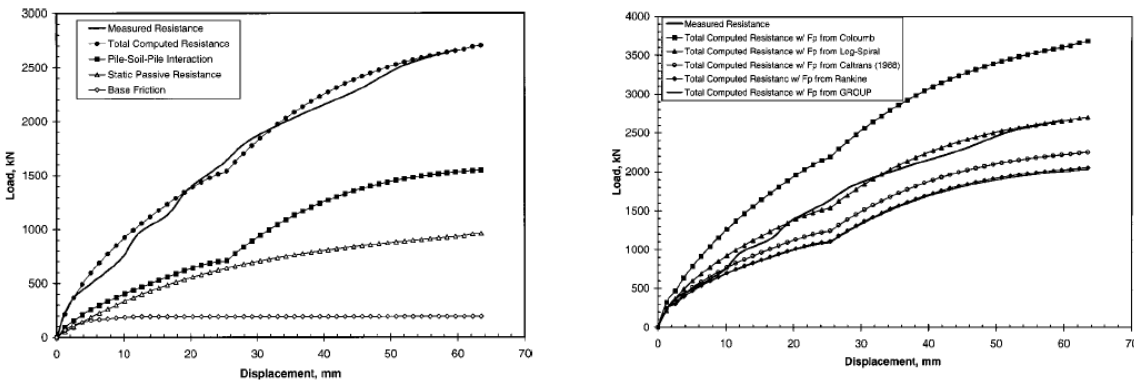 3000
2500
2000
1500
1000
500
0
Load, kN
Measured Resistance
Total Computed Resistance
Pile-Soil-Pile Interaction
Static Passive Resistance
Base Friction
0 10 20 30 40 50 60 70
Displacement, mm
4000
3500
3000
2500
2000
1500
1000
500
0
Load, kN
Measured Resistance
Total Computed Resistance w/ Fp from Coloumb
Total Computed Resistance w/ Fp from Log-Spiral
Total Computed Resistance w/ Fp from Caltrans (1988)
Total Computed Resistanc w/ Fp from Rankine
Total Computed Resistance w/ Fp from GROUP
0 10 20 30 40 50 60 70
Displacement, mm